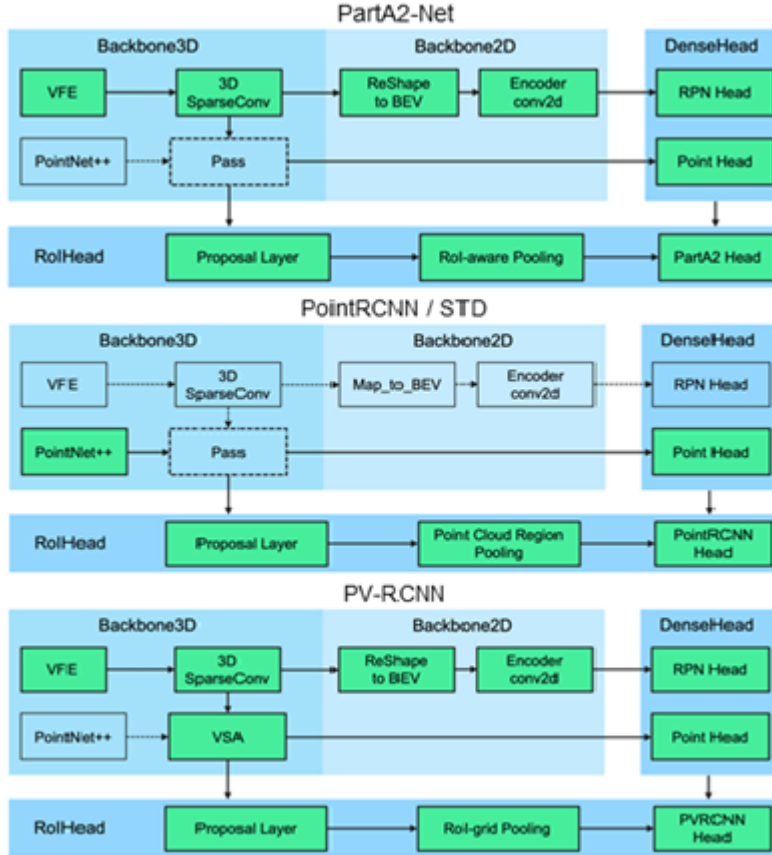 PartA2-Net
Backbone3D
Backbone2D
DenseHead
VFE
3D
SparseConv
ReShape
to BEV
Encoder
conv2d
RPN Head
PointNet++
Pass
Point Head
RoIHead
Proposal Layer
RoI-aware Pooling
PartA2 Head
PointRCNN / STD
Backbone3D
Backbone2D
DenseHead
VFE
3D
SparseConv
Map_to_BEV
Encoder
conv2d
RPN Head
PointNet++
Pass
Point Head
RoIHead
Proposal Layer
Point Cloud Region
Pooling
PointRCNN
Head
PV-RCNN
Backbone3D
Backbone2D
DenseHead
VFE
3D
SparseConv
ReShape
to BEV
Encoder
conv2d
RPN Head
PointNet++
VSA
Point Head
RoIHead
Proposal Layer
RoI-grid Pooling
PVRCNN
Head